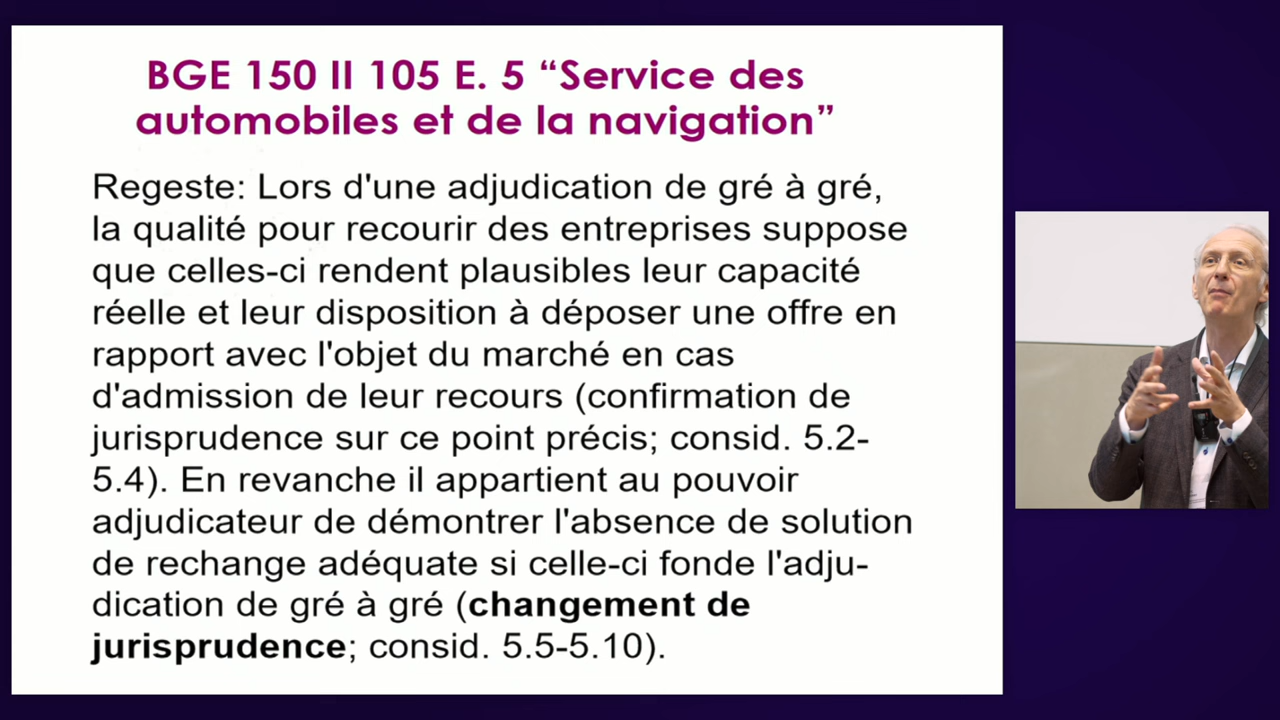 BGE 150 II 105 E. 5 “Service des
automobiles et de la navigation”
Regeste: Lors d'une adjudication de gré à gré,
la qualité pour recourir des entreprises suppose
que celles-ci rendent plausibles leur capacité
réelle et leur disposition à déposer une offre en
rapport avec l'objet du marché en cas
d'admission de leur recours (confirmation de
jurisprudence sur ce point précis; consid. 5.2-
5.4). En revanche il appartient au pouvoir
adjudicateur de démontrer l'absence de solution
de rechange adéquate si celle-ci fonde l'adju-
dication de gré à gré (changement de
jurisprudence; consid. 5.5-5.10).